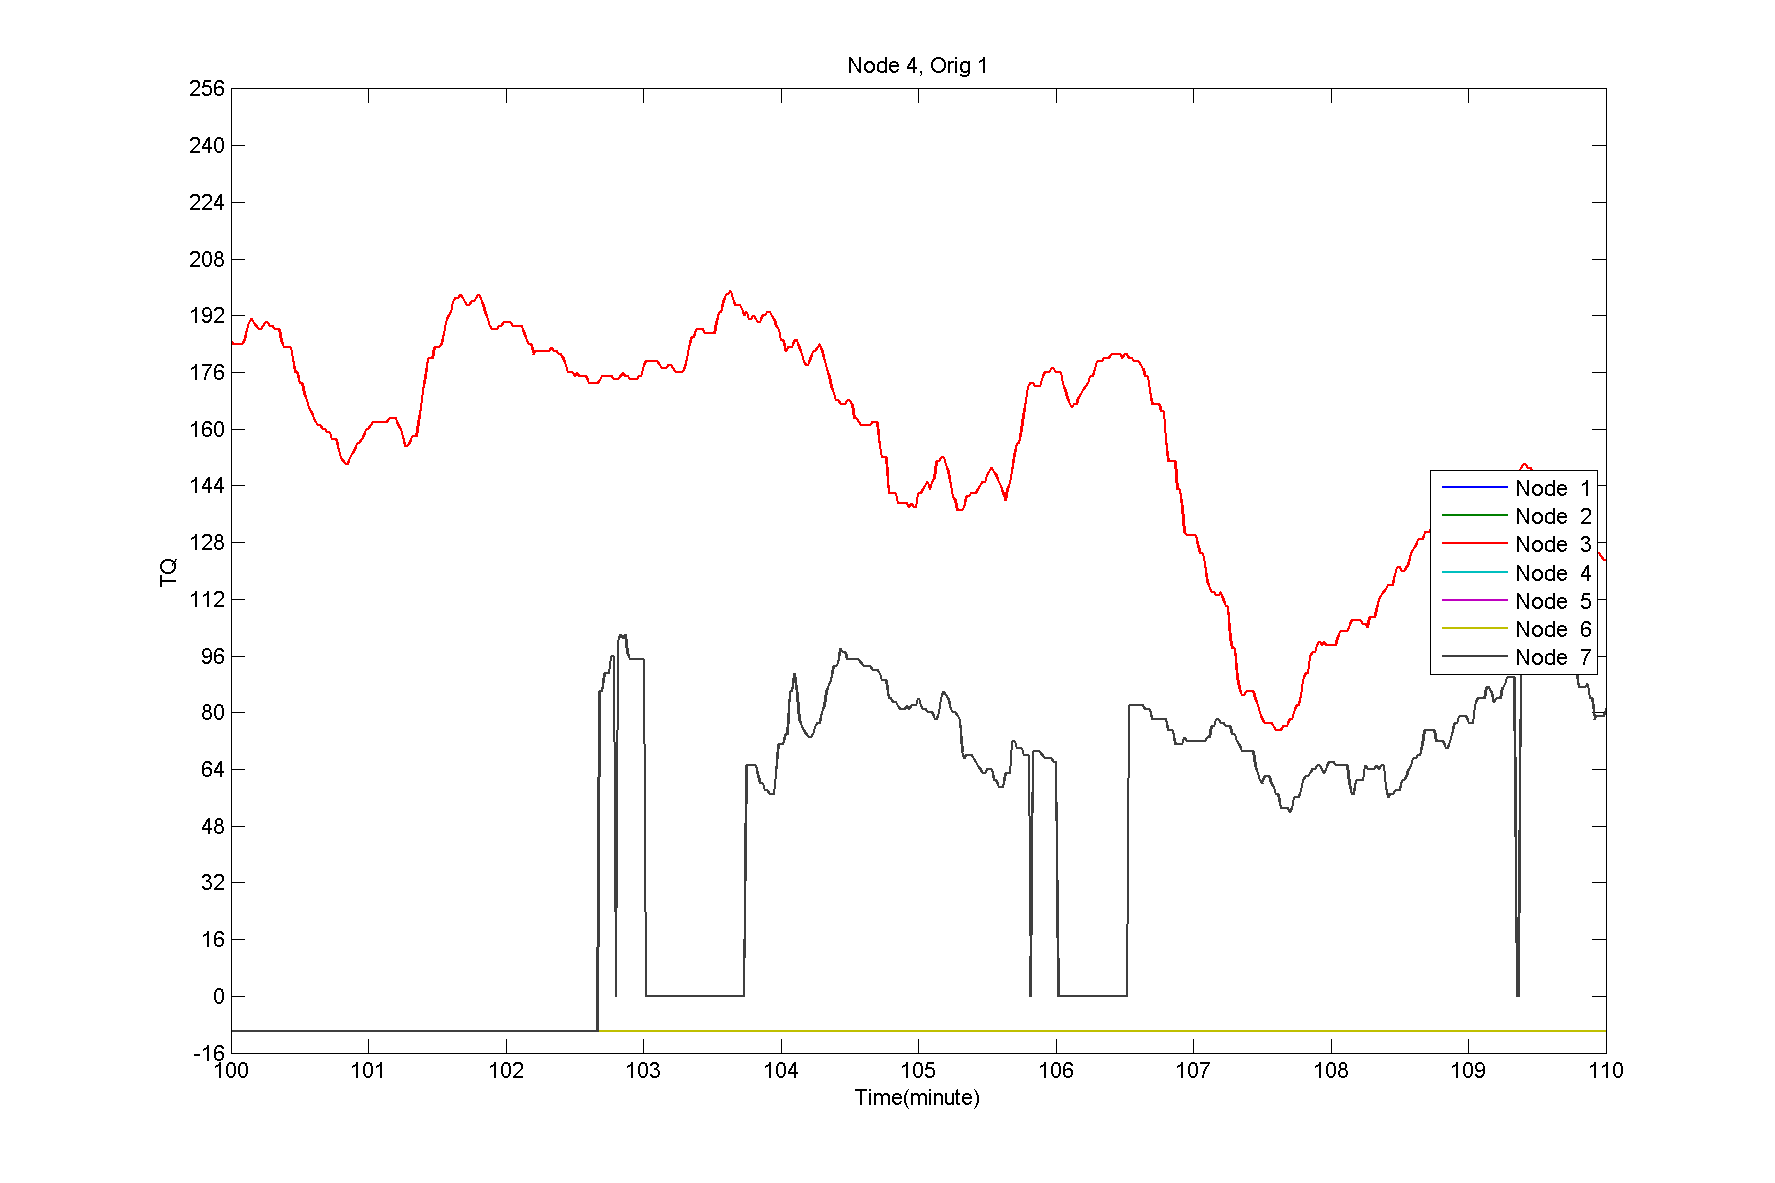 Node 4, Orig 1
256
240
224
208
192
176
160
144
128
112
96
80
64
48
32
16
0
-16
TQ
Node 1
Node 2
Node 3
Node 4
Node 5
Node 6
Node 7
100 101 102 103 104 105 106 107 108 109 110
Time(minute)